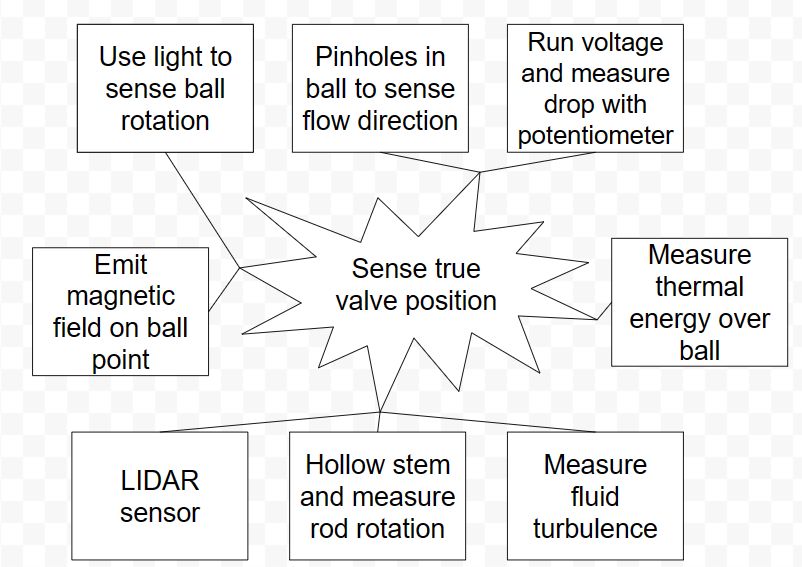 Use light to
sense ball
rotation
Pinholes in
ball to sense
flow direction
Run voltage
and measure
drop with
potentiometer
Emit
magnetic
field on ball
point
Sense true
valve position
Measure
thermal
energy over
ball
LIDAR
sensor
Hollow stem
and measure
rod rotation
Measure
fluid
turbulence